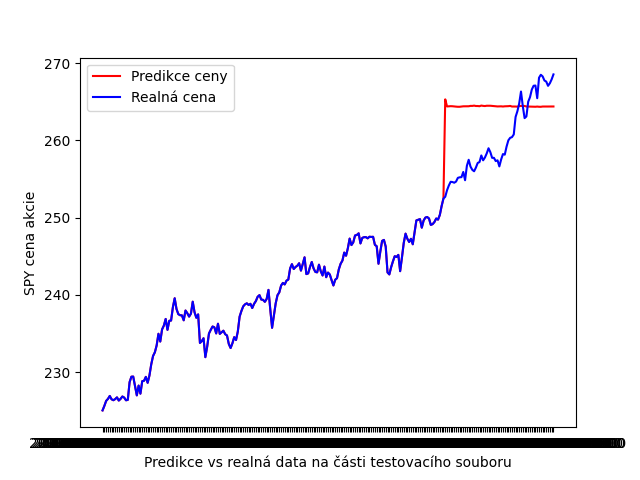 270
260
250
240
230
Predikce ceny
Realná cena
SPY cena akcie
Predikce vs realná data na části testovacího souboru